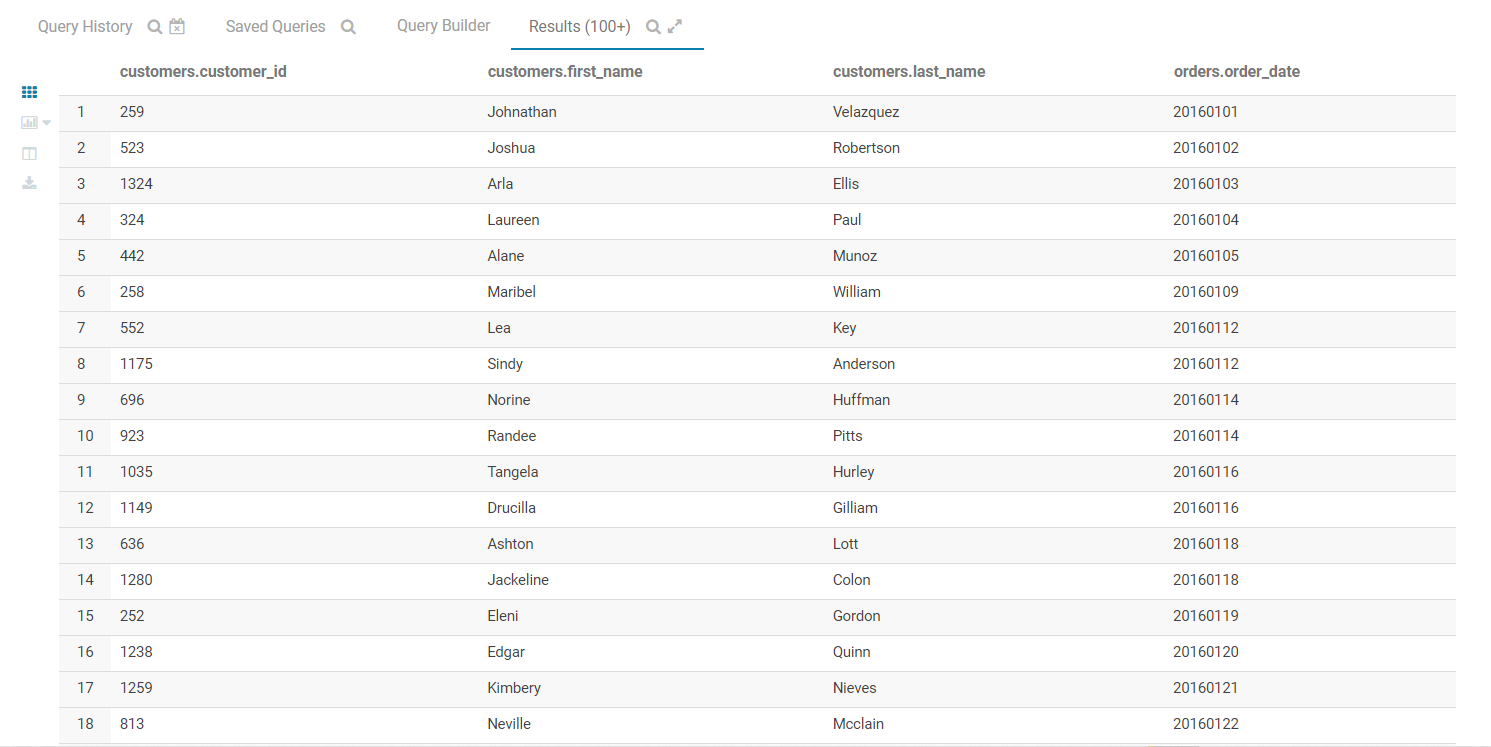 Query History Saved Queries Query Builder Results (100+)
customers.customer_id customers.first_name customers.last_name orders.order_date
1 259 Johnathan Velazquez 20160101
2 523 Joshua Robertson 20160102
3 1324 Arla Ellis 20160103
4 324 Laureen Paul 20160104
5 442 Alane Munoz 20160105
6 258 Maribel William 20160109
7 552 Lea Key 20160112
8 1175 Sindy Anderson 20160112
9 696 Norine Huffman 20160114
10 923 Randee Pitts 20160114
11 1035 Tangela Hurley 20160116
12 1149 Drucilla Gilliam 20160116
13 636 Ashton Lott 20160118
14 1280 Jackeline Colon 20160118
15 252 Eleni Gordon 20160119
16 1238 Edgar Quinn 20160120
17 1259 Kimbery Nieves 20160121
18 813 Neville Mcclain 20160122